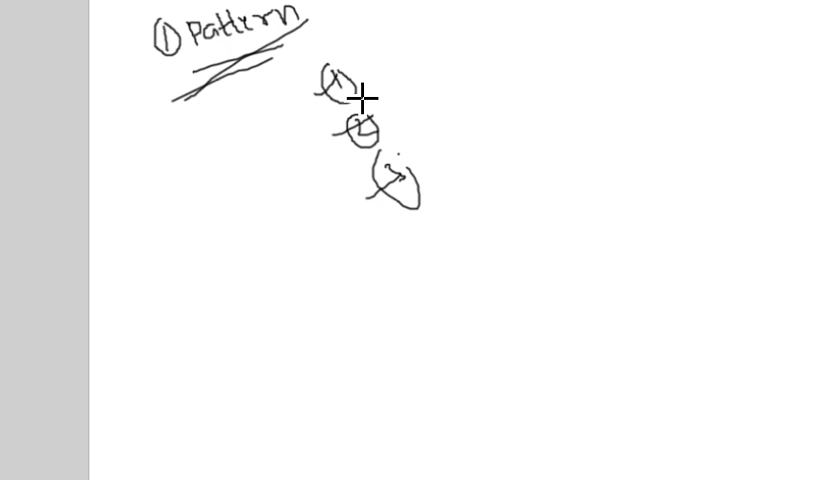 ① Pattern
①
②
③